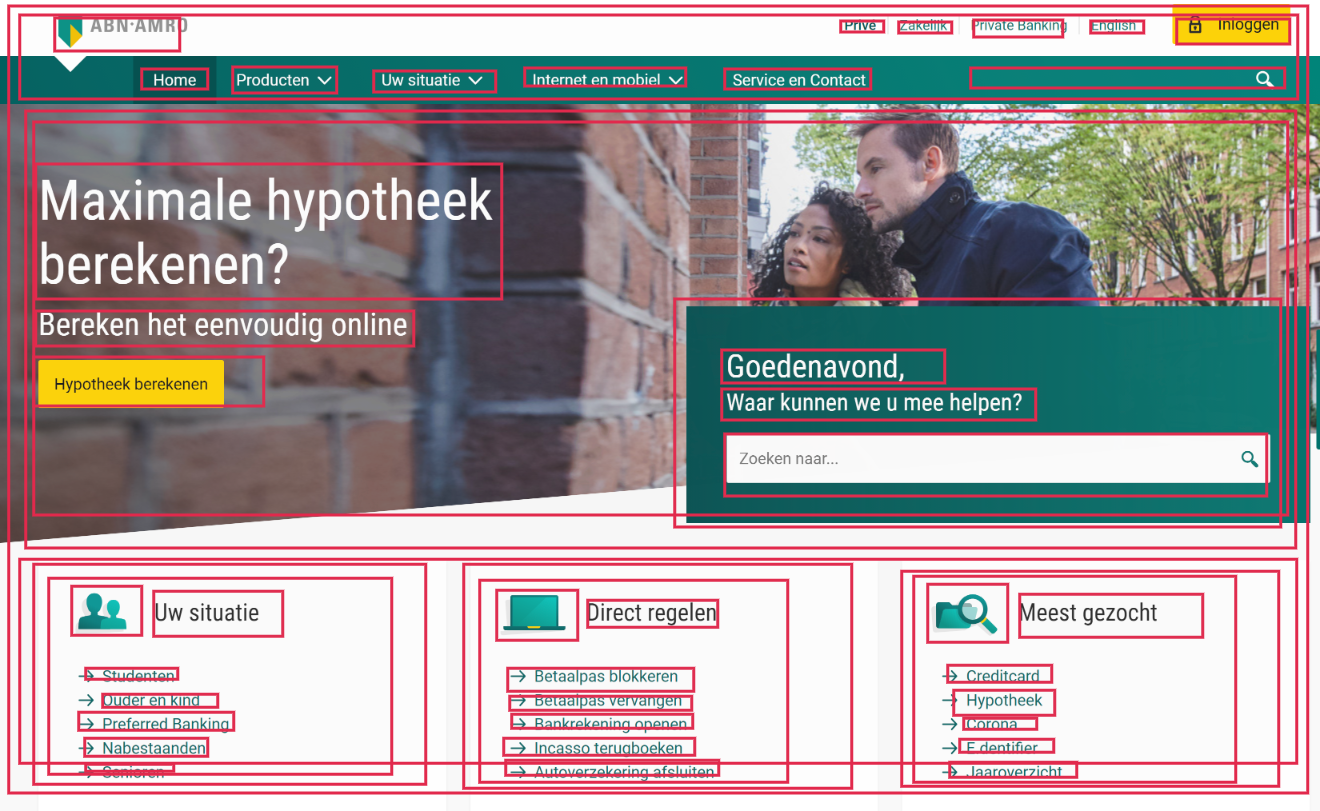 ABN·AMRO
Privé
Zakelijk
Private Banking
English
Inloggen
Home
Producten
Uw situatie
Internet en mobiel
Service en Contact
Maximale hypotheek
berekenen?
Bereken het eenvoudig online
Hypotheek berekenen
Goedenavond,
Waar kunnen we u mee helpen?
Zoeken naar...
Uw situatie
Studenten
Ouder en kind
Preferred Banking
Nabestaanden
Senioren
Direct regelen
Betaalpas blokkeren
Betaalpas vervangen
Bankrekening openen
Incasso terugboeken
Autoverzekering afsluiten
Meest gezocht
Creditcard
Hypotheek
Corona
E.dentifier
Jaaroverzicht